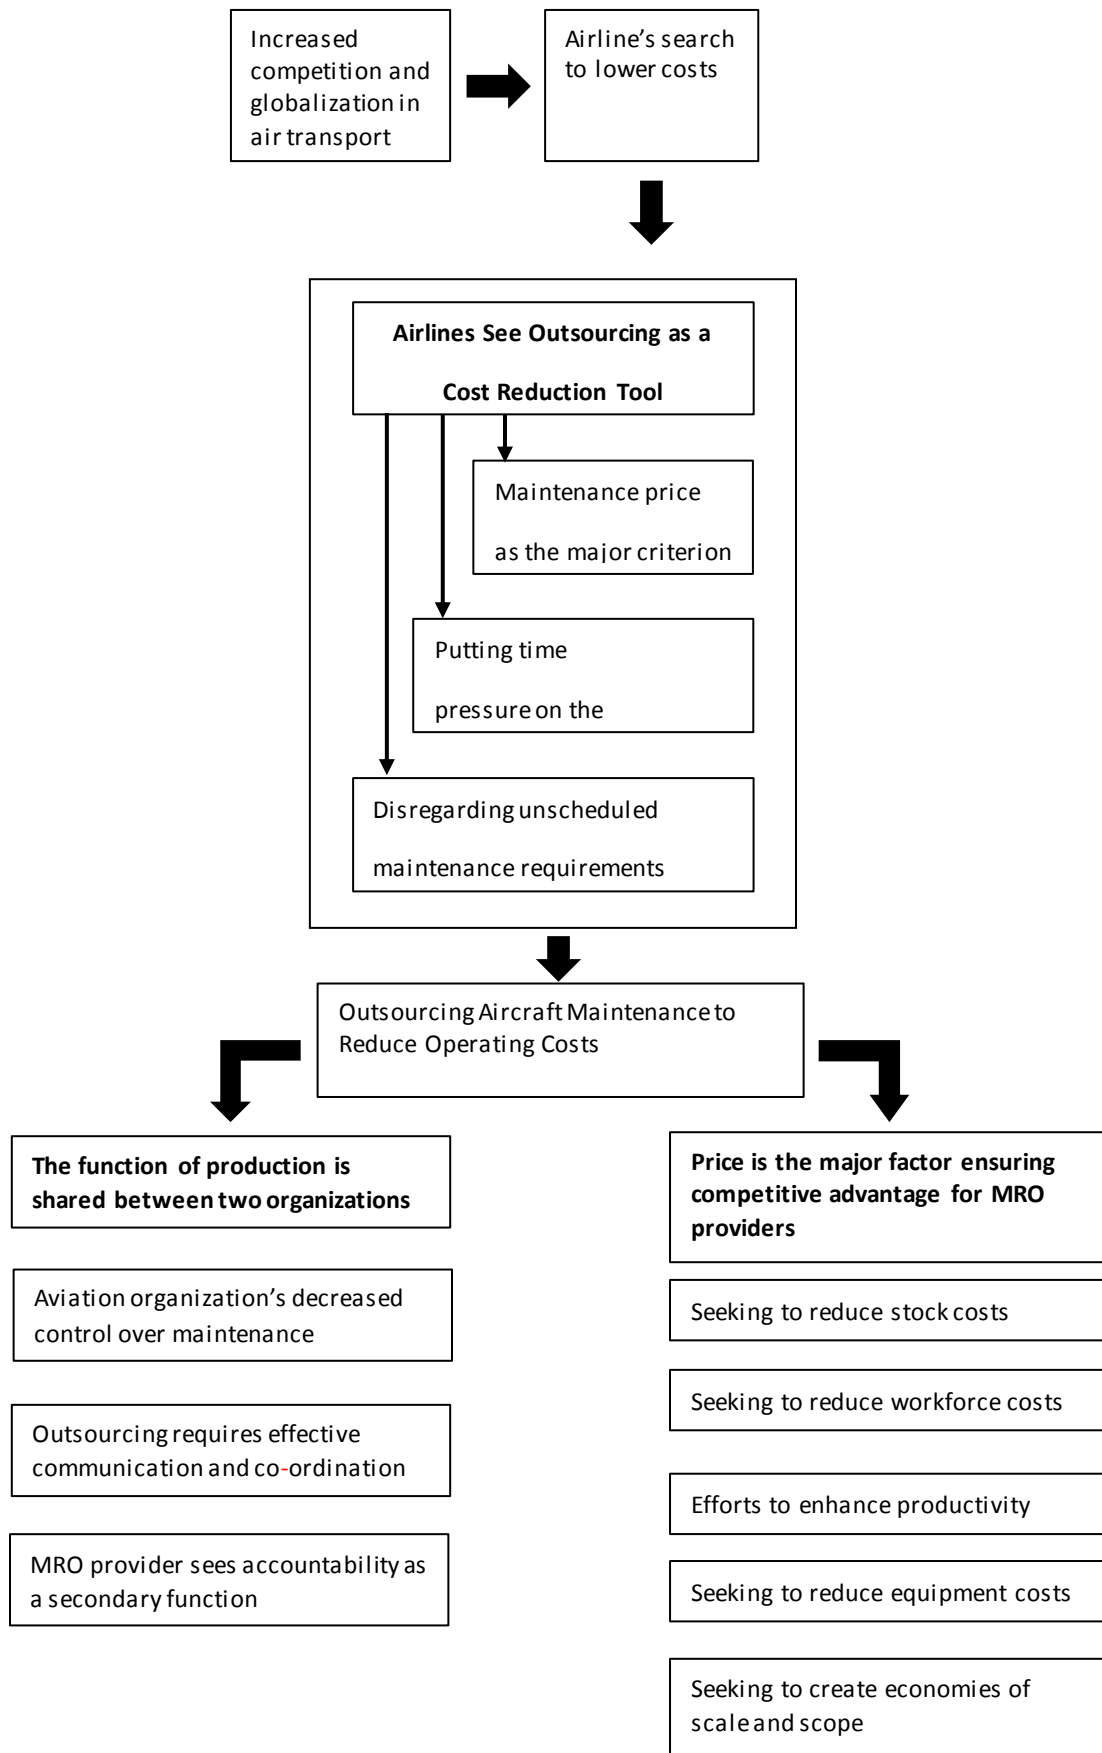 Increased
competition and
globalization in
air transport
Airline’s search
to lower costs
Airlines See Outsourcing as a
Cost Reduction Tool
Maintenance price
as the major criterion
Putting time
pressure on the
Disregarding unscheduled
maintenance requirements
Outsourcing Aircraft Maintenance to
Reduce Operating Costs
The function of production is
shared between two organizations
Aviation organization’s decreased
control over maintenance
Outsourcing requires effective
communication and co-ordination
MRO provider sees accountability as
a secondary function
Price is the major factor ensuring
competitive advantage for MRO
providers
Seeking to reduce stock costs
Seeking to reduce workforce costs
Efforts to enhance productivity
Seeking to reduce equipment costs
Seeking to create economies of
scale and scope